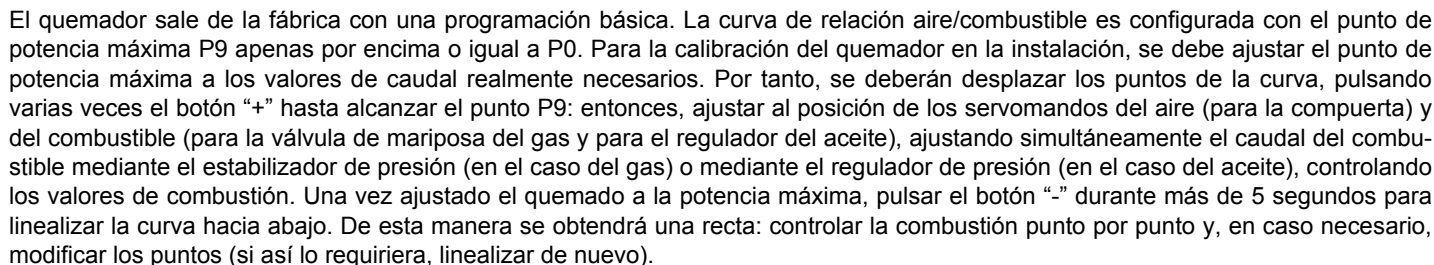 El quemador sale de la fábrica con una programación básica. La curva de relación aire/combustible es configurada con el punto de
potencia máxima P9 apenas por encima o igual a P0. Para la calibración del quemador en la instalación, se debe ajustar el punto de
potencia máxima a los valores de caudal realmente necesarios. Por tanto, se deberán desplazar los puntos de la curva, pulsando
varias veces el botón “+” hasta alcanzar el punto P9: entonces, ajustar al posición de los servomandos del aire (para la compuerta) y
del combustible (para la válvula de mariposa del gas y para el regulador del aceite), ajustando simultáneamente el caudal del combu-
stible mediante el estabilizador de presión (en el caso del gas) o mediante el regulador de presión (en el caso del aceite), controlando
los valores de combustión. Una vez ajustado el quemado a la potencia máxima, pulsar el botón “-” durante más de 5 segundos para
linealizar la curva hacia abajo. De esta manera se obtendrá una recta: controlar la combustión punto por punto y, en caso necesario,
modificar los puntos (si así lo requiriera, linealizar de nuevo).